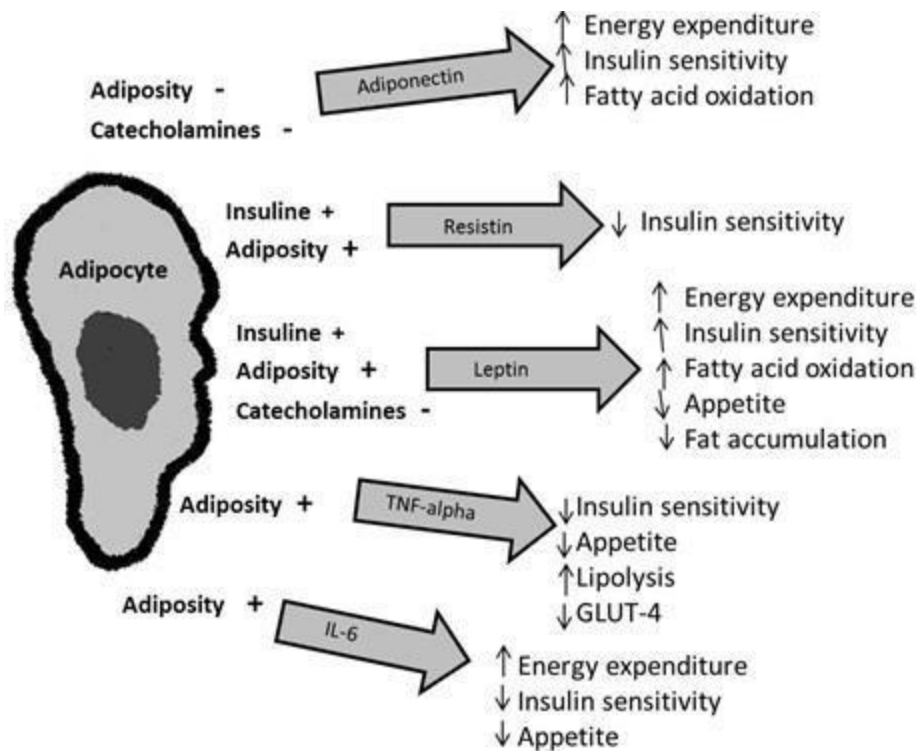 ↑ Energy expenditure
↑ Insulin sensitivity
↑ Fatty acid oxidation
Adiponectin
Adiposity -
Catecholamines -
Adipocyte
Insuline +
Adiposity +
Resistin
↓ Insulin sensitivity
Insuline +
Adiposity +
Catecholamines -
Leptin
↑ Energy expenditure
↑ Insulin sensitivity
↑ Fatty acid oxidation
↓ Appetite
↓ Fat accumulation
Adiposity +
TNF-alpha
↓ Insulin sensitivity
↓ Appetite
↑ Lipolysis
↓ GLUT-4
Adiposity +
IL-6
↑ Energy expenditure
↓ Insulin sensitivity
↓ Appetite